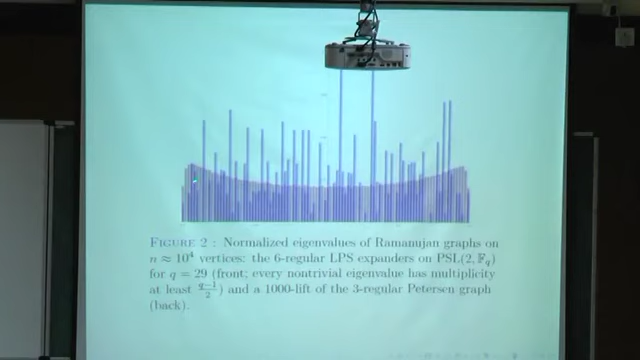 FIGURE 2 : Normalized eigenvalues of Ramanujan graphs on
n ≈ 10⁴ vertices: the 6-regular LPS expanders on PSL(2, 𝔽_q)
for q = 29 (front; every nontrivial eigenvalue has multiplicity
at least (q−1)/2) and a 1000-lift of the 3-regular Petersen graph
(back).